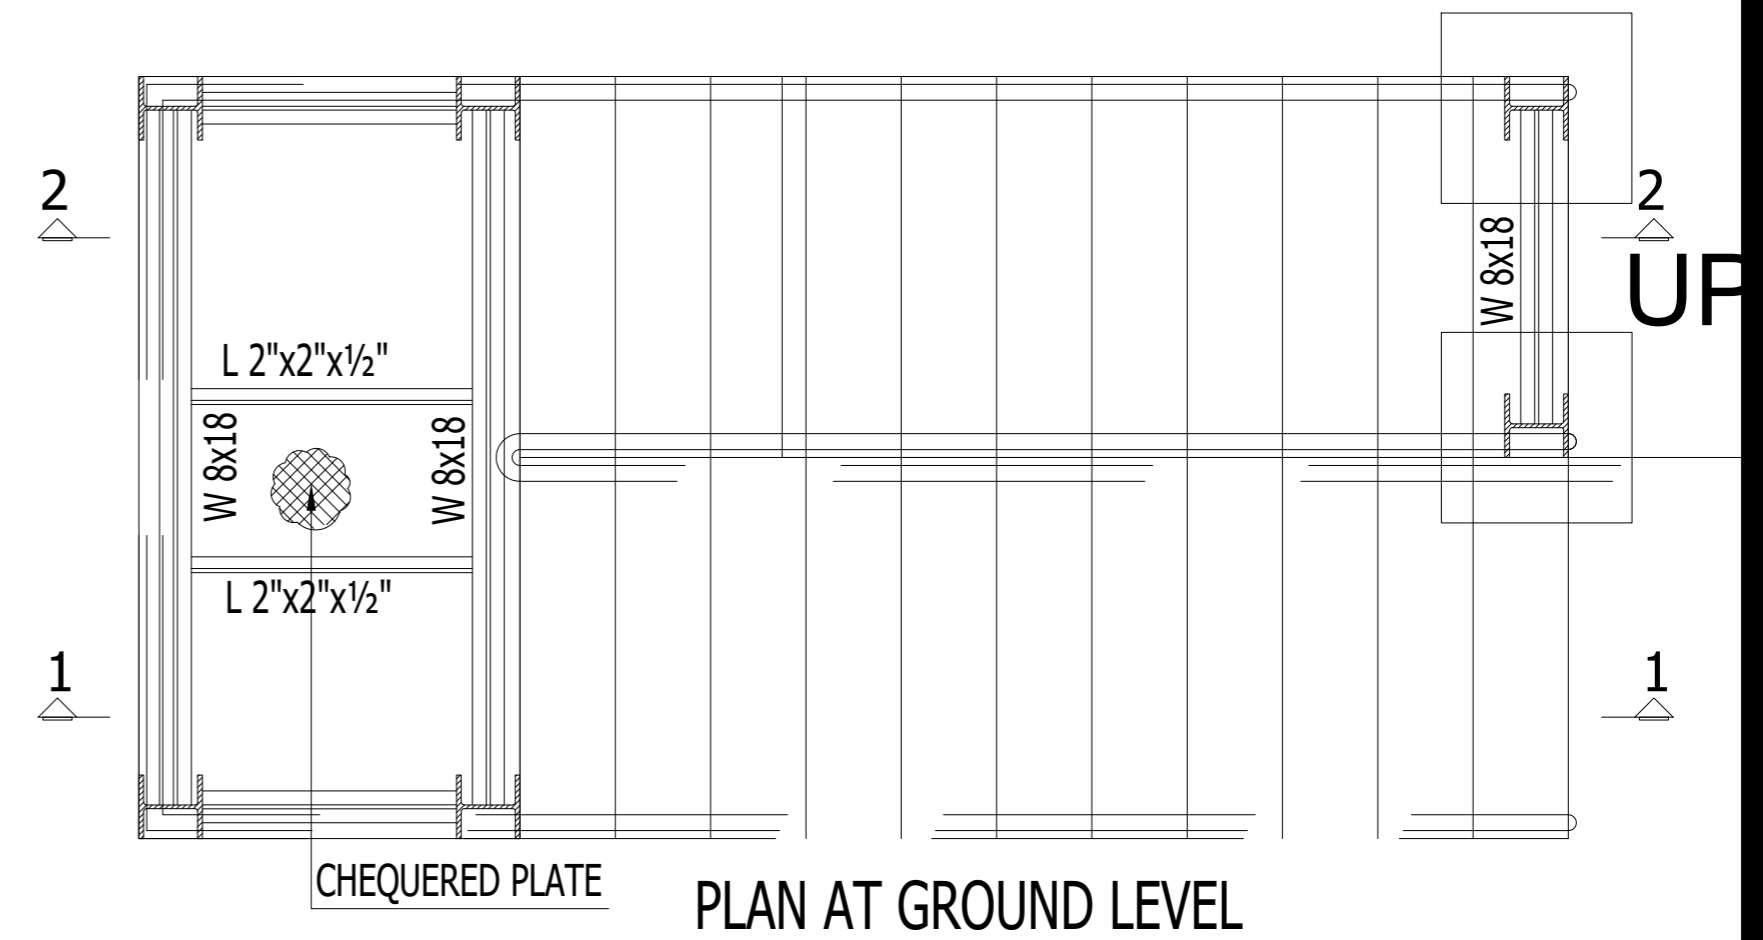 2
2
W 8x18
UP
L 2"x2"x½"
W 8x18
W 8x18
L 2"x2"x½"
1
1
CHEQUERED PLATE
PLAN AT GROUND LEVEL